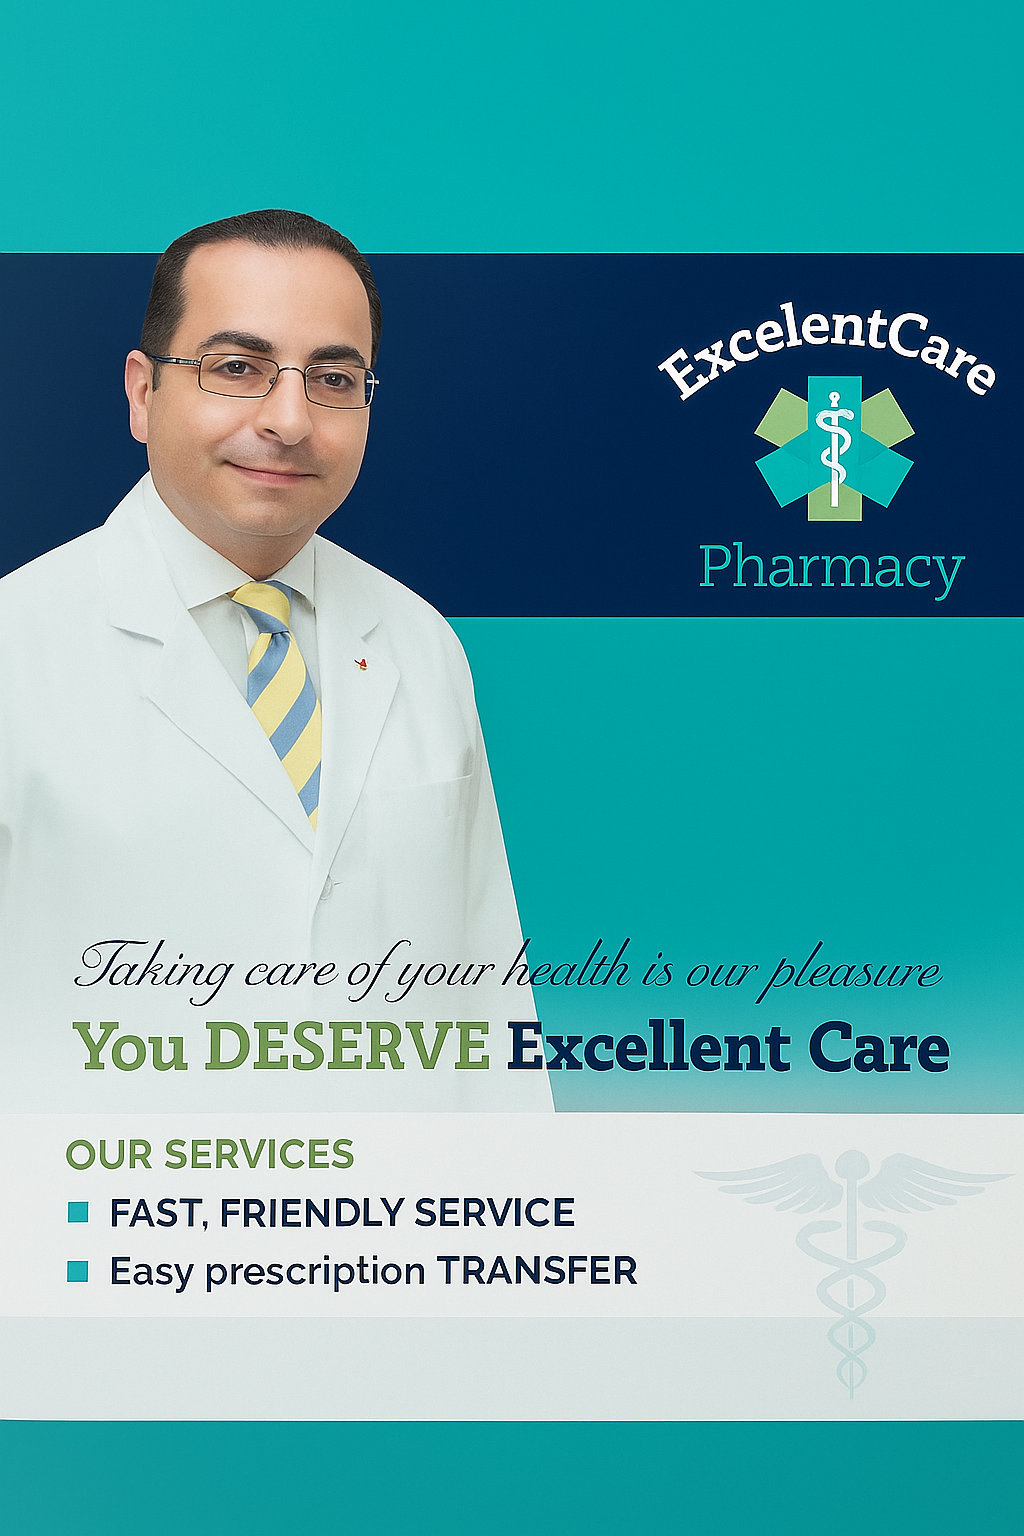 ExcelentCare
Pharmacy
Taking care of your health is our pleasure
You DESERVE Excellent Care
OUR SERVICES
FAST, FRIENDLY SERVICE
Easy prescription TRANSFER